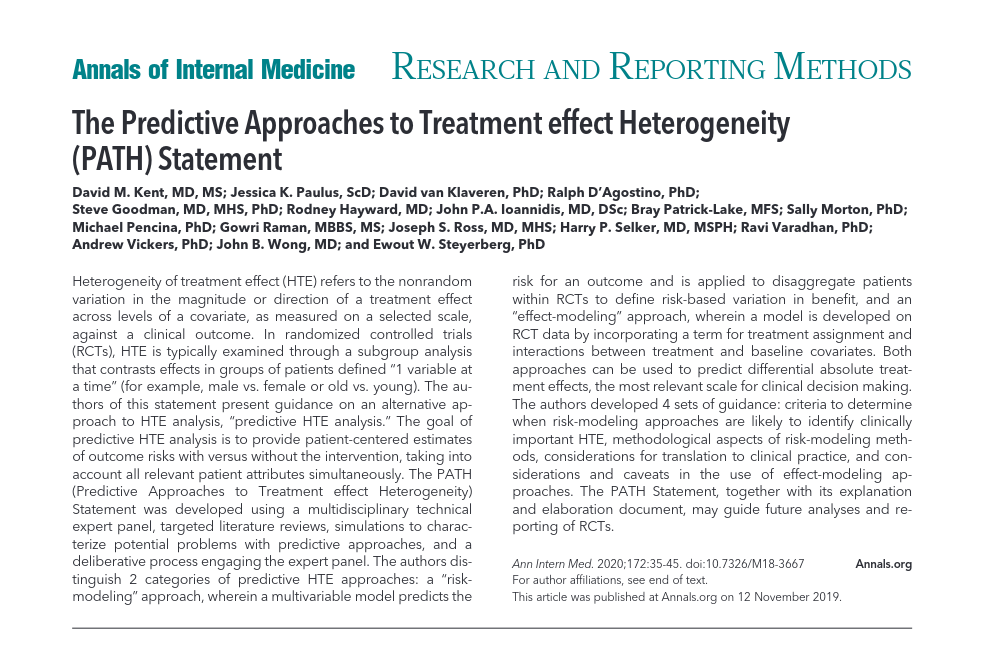 Annals of Internal Medicine RESEARCH AND REPORTING METHODS
The Predictive Approaches to Treatment effect Heterogeneity
(PATH) Statement
David M. Kent, MD, MS; Jessica K. Paulus, ScD; David van Klaveren, PhD; Ralph D’Agostino, PhD;
Steve Goodman, MD, MHS, PhD; Rodney Hayward, MD; John P.A. Ioannidis, MD, DSc; Bray Patrick-Lake, MFS; Sally Morton, PhD;
Michael Pencina, PhD; Gowri Raman, MBBS, MS; Joseph S. Ross, MD, MHS; Harry P. Selker, MD, MSPH; Ravi Varadhan, PhD;
Andrew Vickers, PhD; John B. Wong, MD; and Ewout W. Steyerberg, PhD
Heterogeneity of treatment effect (HTE) refers to the nonrandom
variation in the magnitude or direction of a treatment effect
across levels of a covariate, as measured on a selected scale,
against a clinical outcome. In randomized controlled trials
(RCTs), HTE is typically examined through a subgroup analysis
that contrasts effects in groups of patients defined “1 variable at
a time” (for example, male vs. female or old vs. young). The au-
thors of this statement present guidance on an alternative ap-
proach to HTE analysis, “predictive HTE analysis.” The goal of
predictive HTE analysis is to provide patient-centered estimates
of outcome risks with versus without the intervention, taking into
account all relevant patient attributes simultaneously. The PATH
(Predictive Approaches to Treatment effect Heterogeneity)
Statement was developed using a multidisciplinary technical
expert panel, targeted literature reviews, simulations to charac-
terize potential problems with predictive approaches, and a
deliberative process engaging the expert panel. The authors dis-
tinguish 2 categories of predictive HTE approaches: a “risk-
modeling” approach, wherein a multivariable model predicts the
risk for an outcome and is applied to disaggregate patients
within RCTs to define risk-based variation in benefit, and an
“effect-modeling” approach, wherein a model is developed on
RCT data by incorporating a term for treatment assignment and
interactions between treatment and baseline covariates. Both
approaches can be used to predict differential absolute treat-
ment effects, the most relevant scale for clinical decision making.
The authors developed 4 sets of guidance: criteria to determine
when risk-modeling approaches are likely to identify clinically
important HTE, methodological aspects of risk-modeling meth-
ods, considerations for translation to clinical practice, and con-
siderations and caveats in the use of effect-modeling ap-
proaches. The PATH Statement, together with its explanation
and elaboration document, may guide future analyses and re-
porting of RCTs.
Ann Intern Med. 2020;172:35-45. doi:10.7326/M18-3667 Annals.org
For author affiliations, see end of text.
This article was published at Annals.org on 12 November 2019.